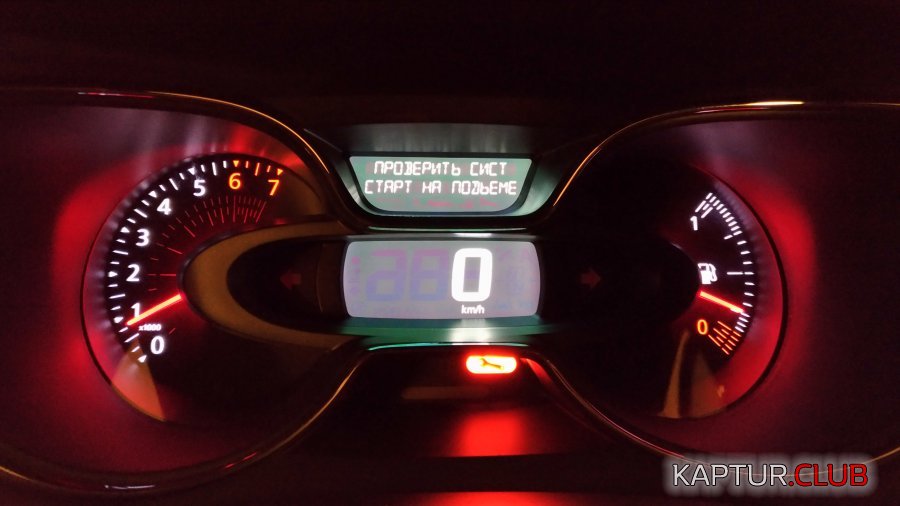 ПРОВЕРИТЬ СИСТ
СТАРТ НА ПОДЬЕМЕ
0
km/h
0
1
2
3
4
5
6
7
x1000
1
0
KAPTUR.CLUB